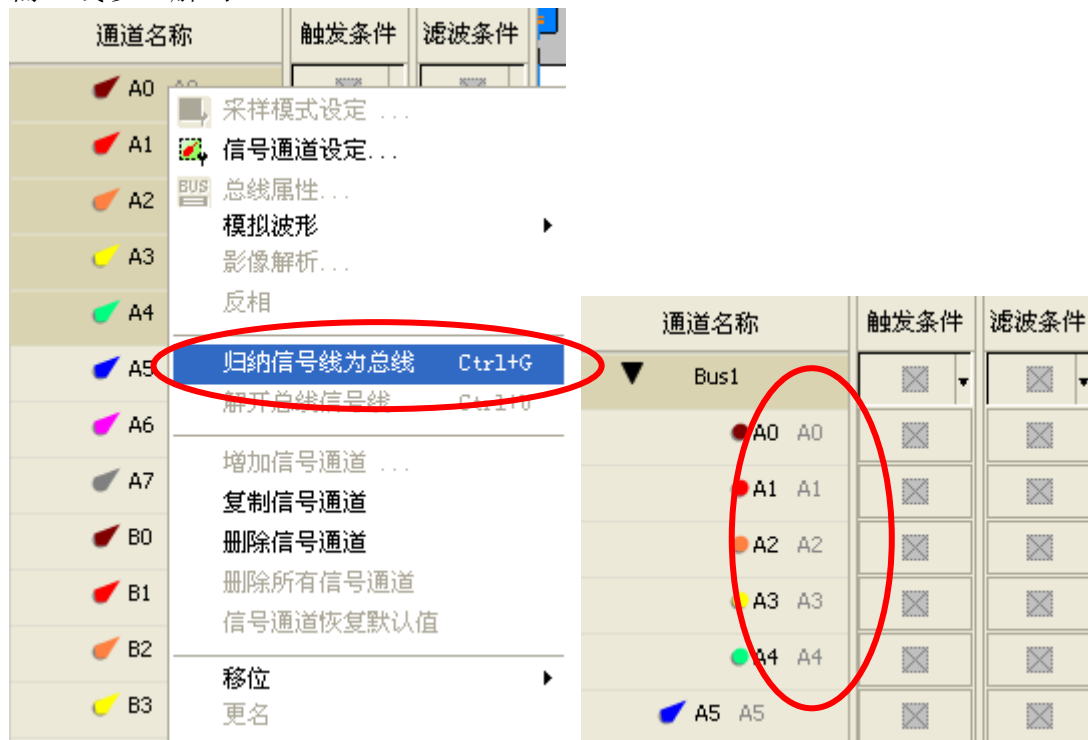 通道名称 触发条件 滤波条件
A0
A1
A2
A3
A4
A5
A6
A7
B0
B1
B2
B3
采样模式设定 ...
信号通道设定...
BUS 总线属性...
模拟波形
影像解析...
反相
归纳信号线为总线 Ctrl+G
解开总线信号线 Ctrl+U
增加信号通道 ...
复制信号通道
删除信号通道
删除所有信号通道
信号通道恢复默认值
移位
更名
通道名称 触发条件 滤波条件
Bus1
A0 A0
A1 A1
A2 A2
A3 A3
A4 A4
A5 A5